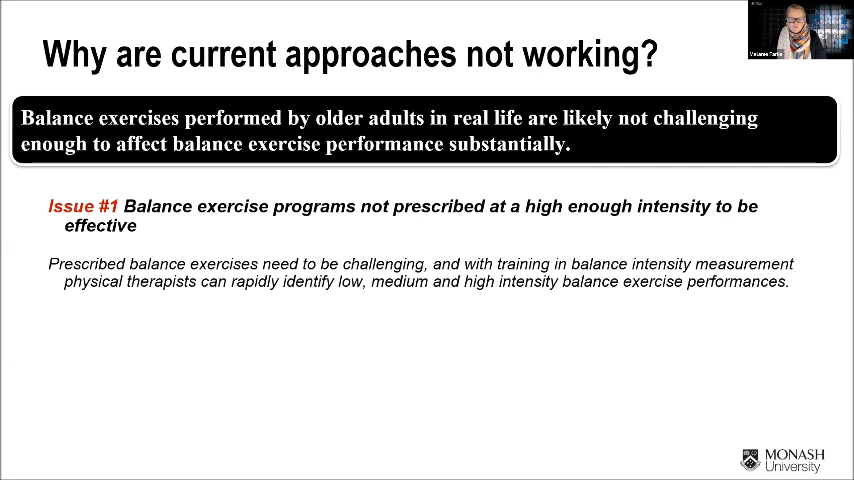 Why are current approaches not working?
Balance exercises performed by older adults in real life are likely not challenging
enough to affect balance exercise performance substantially.
Issue #1 Balance exercise programs not prescribed at a high enough intensity to be
effective
Prescribed balance exercises need to be challenging, and with training in balance intensity measurement
physical therapists can rapidly identify low, medium and high intensity balance exercise performances.
MONASH
University